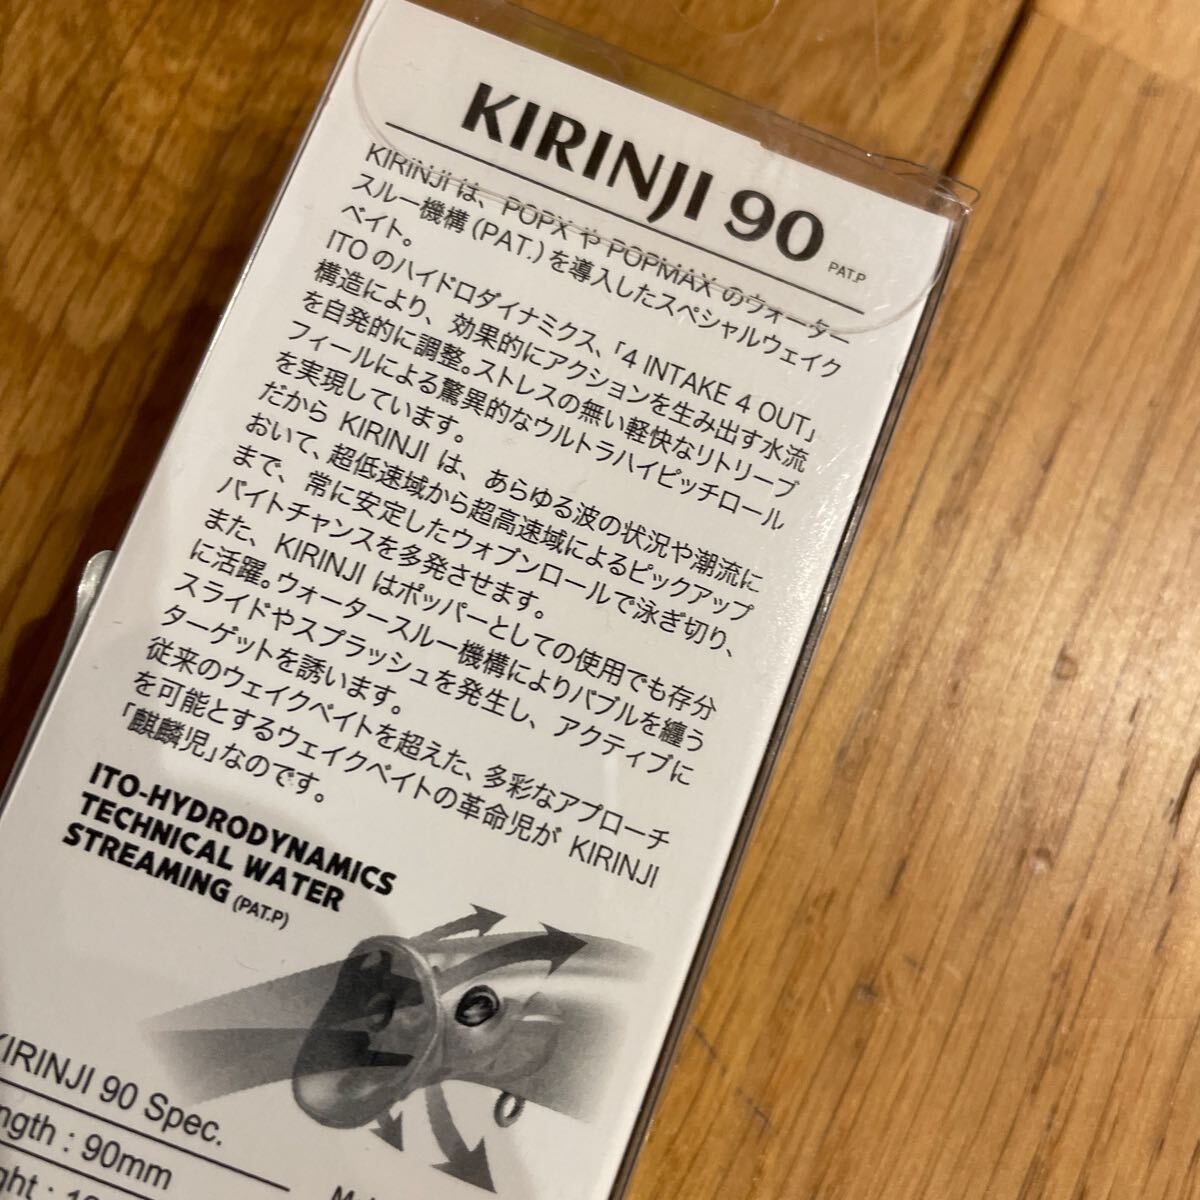 KIRINJI 90 PAT.P
KIRINJI は、POPX や POPMAX のウォーター
スルー機構 (PAT.) を導入したスペシャルウェイク
ベイト。
ITO のハイドロダイナミクス、「4 INTAKE 4 OUT」
構造により、効果的にアクションを生み出す水流
を自発的に調整。ストレスの無い軽快なリトリーブ
フィールによる驚異的なウルトラハイピッチロール
を実現しています。
だから KIRINJI は、あらゆる波の状況や潮流に
おいて、超低速域から超高速域によるピックアップ
まで、常に安定したウォブンロールで泳ぎ切り、
バイトチャンスを多発させます。
また、KIRINJI はポッパーとしての使用でも存分
に活躍。ウォータースルー機構によりバブルを纏う
スライドやスプラッシュを発生し、アクティブに
ターゲットを誘います。
従来のウェイクベイトを超えた、多彩なアプローチ
を可能とするウェイクベイトの革命児が KIRINJI
「麒麟児」なのです。
ITO-HYDRODYNAMICS
TECHNICAL WATER
STREAMING (PAT.P)
KIRINJI 90 Spec.
ngth : 90mm